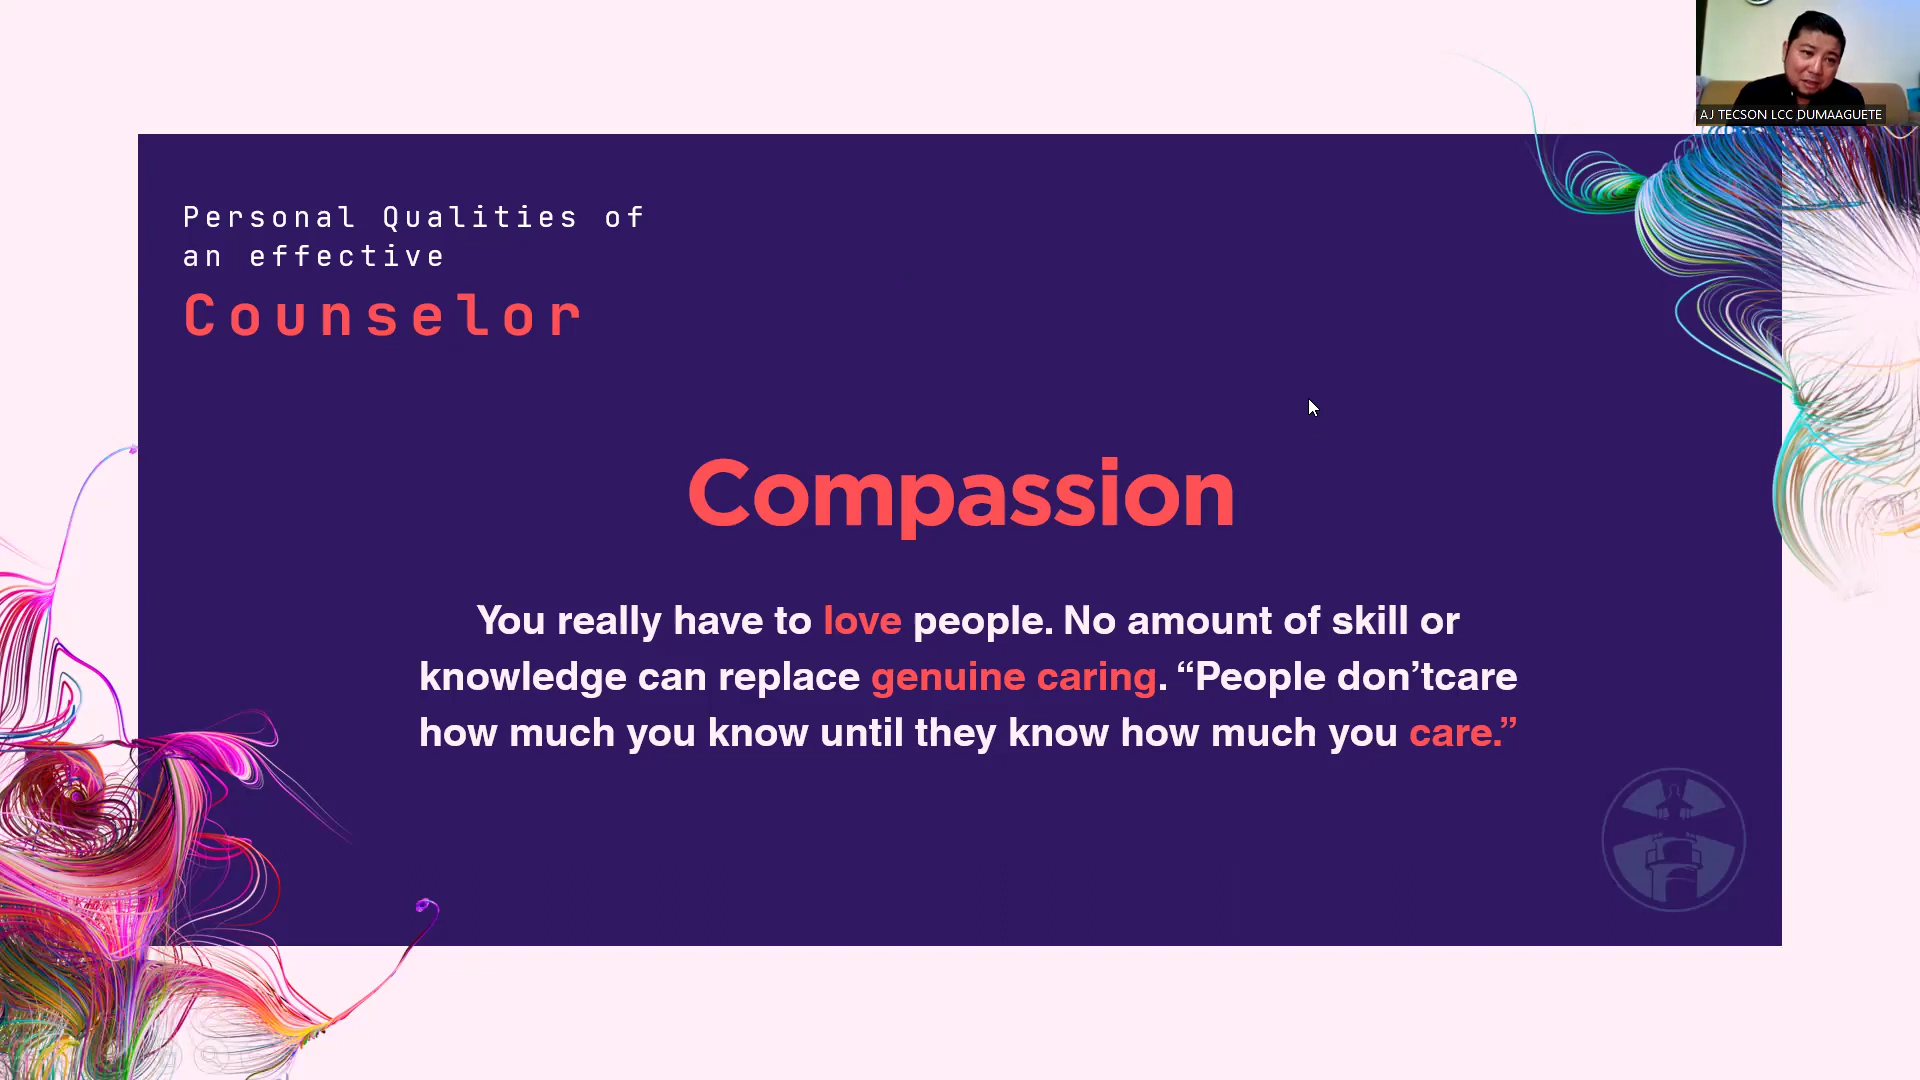 AJ TECSON LCC DUMAAGUETE
Personal Qualities of
an effective
Counselor
Compassion
You really have to love people. No amount of skill or
knowledge can replace genuine caring. “People don’tcare
how much you know until they know how much you care.”